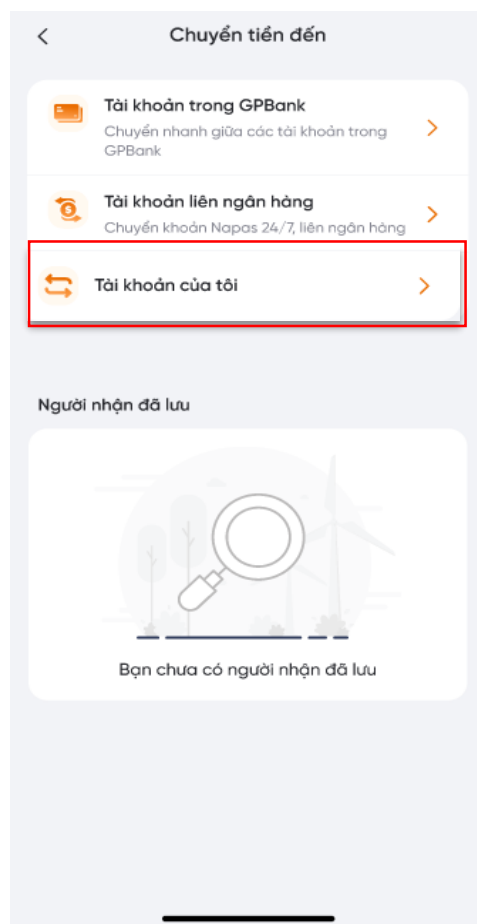 Chuyển tiền đến
Tài khoản trong GPBank
Chuyển nhanh giữa các tài khoản trong
GPBank
Tài khoản liên ngân hàng
Chuyển khoản Napas 24/7, liên ngân hàng
Tài khoản của tôi
Người nhận đã lưu
Bạn chưa có người nhận đã lưu